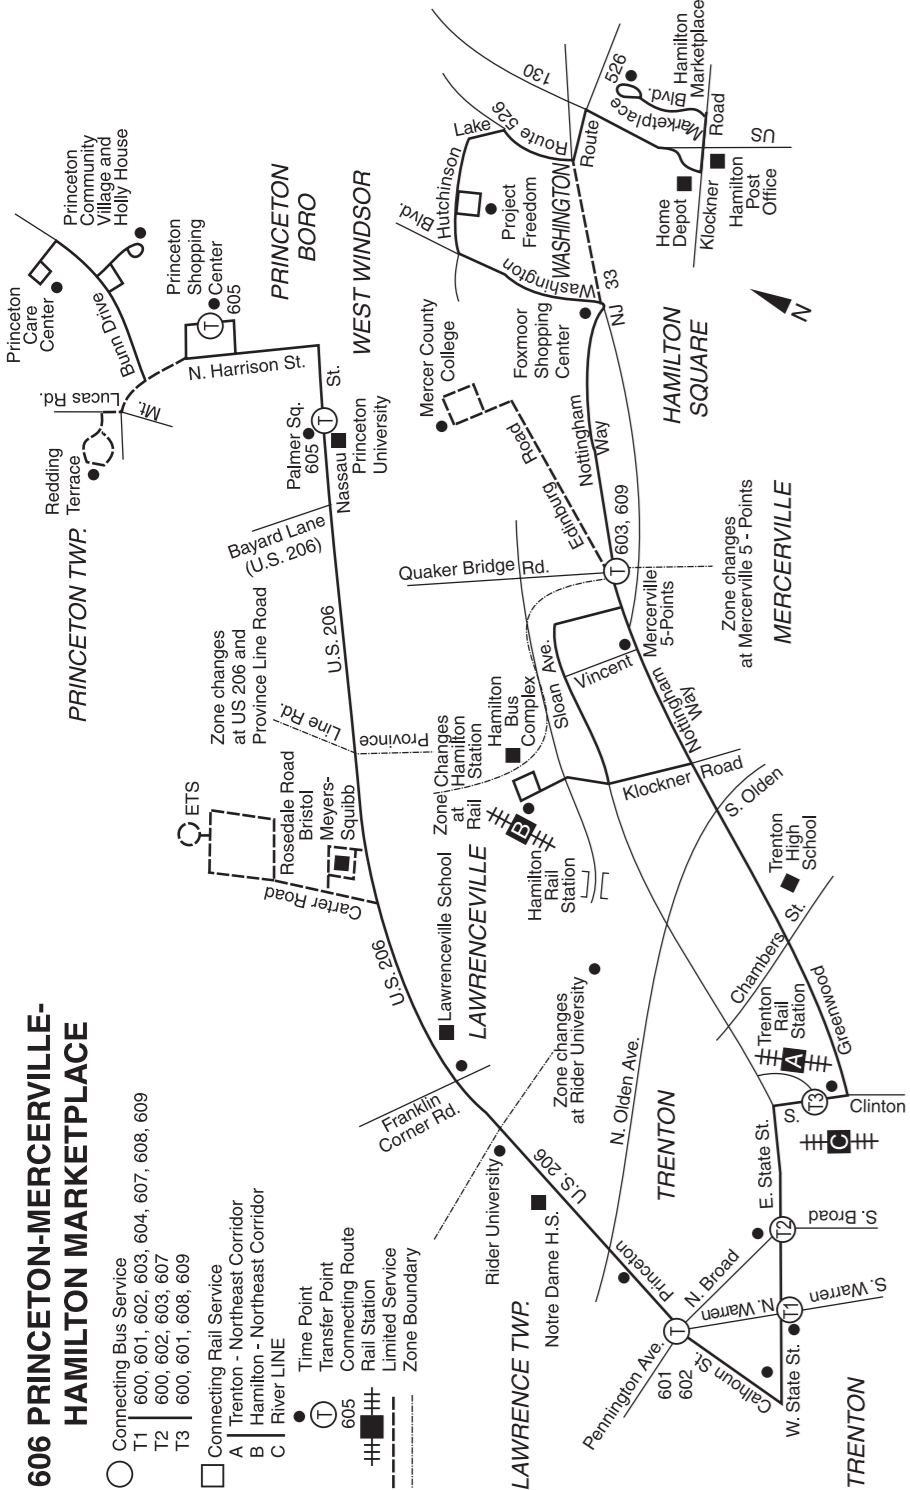 606 PRINCETON-MERCERVILLE-
HAMILTON MARKETPLACE
Connecting Bus Service
T1 600, 601, 602, 603, 604, 607, 608, 609
T2 600, 602, 603, 607
T3 600, 601, 608, 609
Connecting Rail Service
A Trenton - Northeast Corridor
B Hamilton - Northeast Corridor
C River LINE
Time Point
T Transfer Point
605 Connecting Route
Rail Station
Limited Service
Zone Boundary
PRINCETON TWP.
Redding
Terrace
Lucas Rd.
Mt.
Princeton
Care
Center
Bunn Drive
Princeton
Community
Village and
Holly House
Princeton
Shopping
Center
T
605
N. Harrison St.
PRINCETON
BORO
WEST WINDSOR
Palmer Sq.
605
T
Nassau
St.
Princeton
University
Bayard Lane
(U.S. 206)
U.S. 206
Zone changes
at US 206 and
Province Line Road
Line Rd.
Province
ETS
Rosedale Road
Bristol
Meyers-
Squibb
Carter Road
U.S. 206
Lawrenceville School
LAWRENCEVILLE
Franklin
Corner Rd.
Zone changes
at Rider University
Rider University
U.S. 206
Notre Dame H.S.
LAWRENCE TWP.
Princeton
Pennington Ave.
601
602
T
N. Broad
N. Warren
Calhoun St.
W. State St.
T1
S. Warren
T2
S. Broad
E. State St.
TRENTON
TRENTON
N. Olden Ave.
S. Olden
S.
Clinton
T3
C
A
Trenton
Rail
Station
Greenwood
Chambers St.
Trenton
High
School
Hamilton
Rail
Station
B
Zone Changes
at Hamilton
Rail Station
Hamilton
Bus
Complex
Klockner Road
Nottingham
Way
Sloan Ave.
Vincent
Mercerville
5-Points
T
603, 609
Quaker Bridge Rd.
Zone changes
at Mercerville 5 - Points
MERCERVILLE
Edinburg Road
Mercer County
College
Nottingham
Way
Foxmoor
Shopping
Center
HAMILTON
SQUARE
NJ 33
Washington Blvd.
WASHINGTON
Hutchinson
Lake
Project
Freedom
Route 526
Route
130
526
US
Marketplace Blvd.
Hamilton
Marketplace
Klockner Road
Home
Depot
Hamilton
Post
Office
N